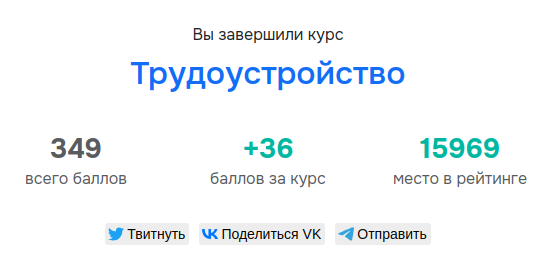 Вы завершили курс
Трудоустройство
349 +36 15969
всего баллов баллов за курс место в рейтинге
Твитнуть Поделиться VK Отправить